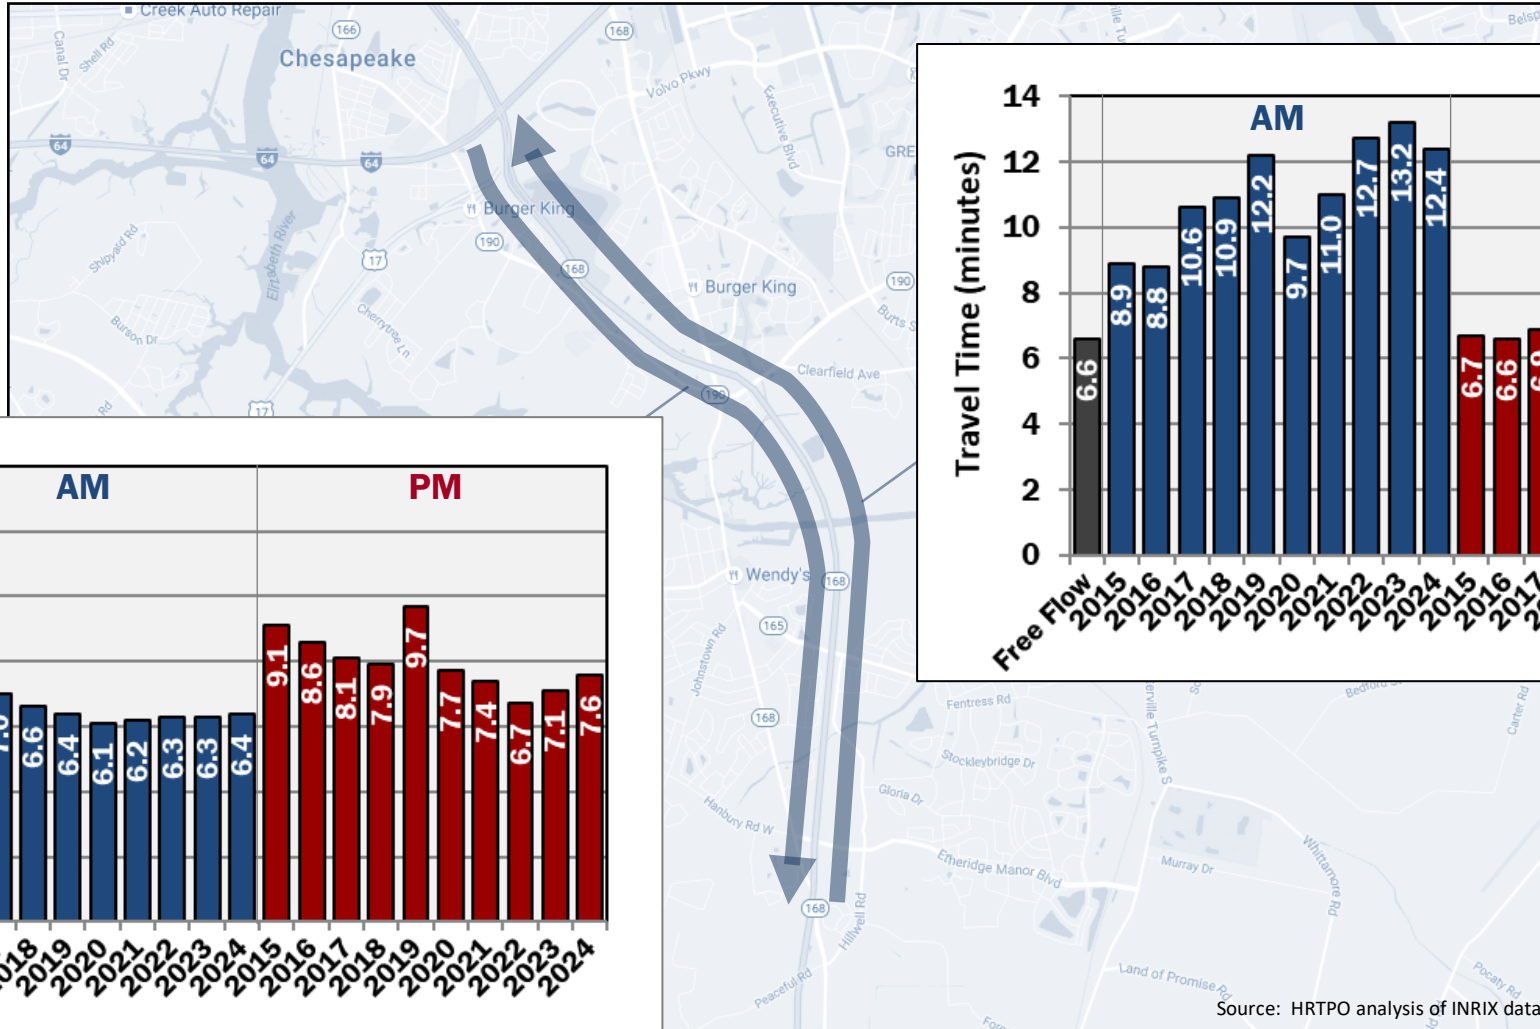 Creek Auto Repair
166
168
Chesapeake
Canal Dr
Shell Rd
Volvo Pkwy
Executive Blvd
64
64
64
GRE
Burger King
190
17
168
Shipyard Rd
Elizabeth River
Burger King
190
Burson Dr
Cherrytree Ln
Burts S
Clearfield Ave
190
17
Rd
Wendy's
168
165
Johnstown Rd
168
Fentress Rd
Stockleybridge Dr
Gloria Dr
Hanbury Rd W
Etheridge Manor Blvd
Murray Dr
Whittamore Rd
Carter Rd
168
Hillwell Rd
Peaceful Rd
Land of Promise Rd
Pocaty Rd
erville Turnpike S
Travel Time (minutes)
AM
14
12
10
8
6
4
2
0
6.6
8.9
8.8
10.6
10.9
12.2
9.7
11.0
12.7
13.2
12.4
6.7
6.6
Free Flow
2015
2016
2017
2018
2019
2020
2021
2022
2023
2024
2015
2016
2017
AM
PM
6.6
6.4
6.1
6.2
6.3
6.3
6.4
9.1
8.6
8.1
7.9
9.7
7.7
7.4
6.7
7.1
7.6
2019
2020
2021
2022
2023
2024
2015
2016
2017
2018
2019
2020
2021
2022
2023
2024
Source: HRTPO analysis of INRIX data